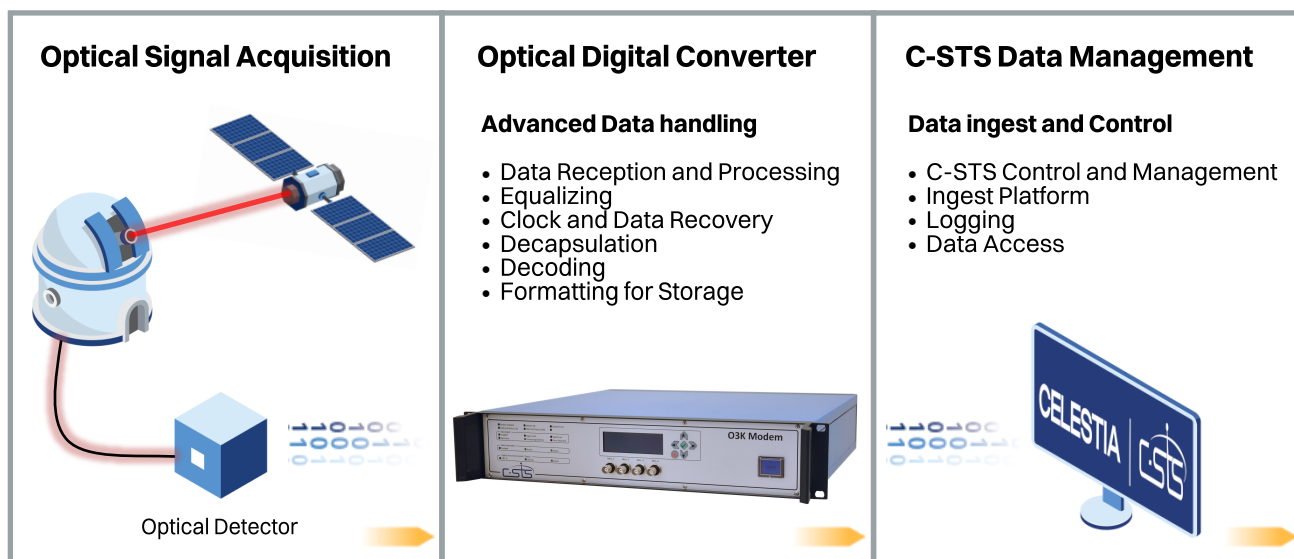 Optical Signal Acquisition
Optical Detector
Optical Digital Converter
Advanced Data handling
• Data Reception and Processing
• Equalizing
• Clock and Data Recovery
• Decapsulation
• Decoding
• Formatting for Storage
O3K Modem
C-STS
C-STS Data Management
Data ingest and Control
• C-STS Control and Management
• Ingest Platform
• Logging
• Data Access
CELESTIA
C-STS